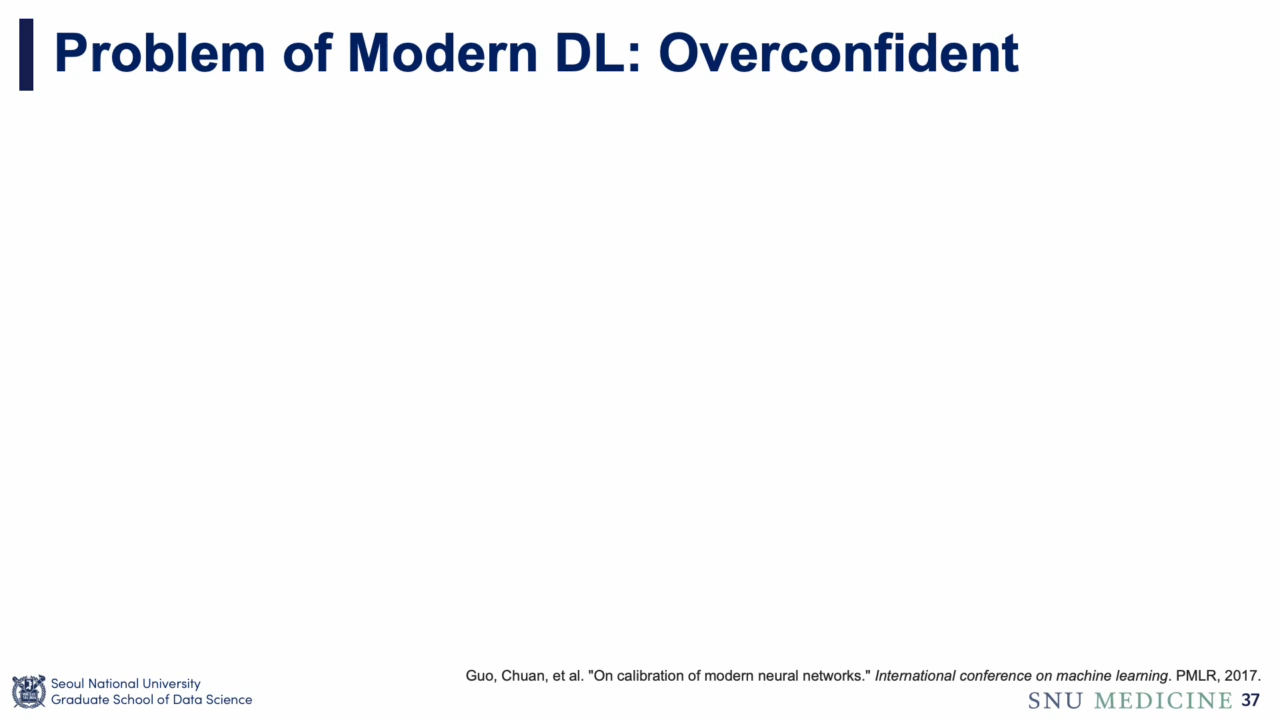 Problem of Modern DL: Overconfident
Guo, Chuan, et al. "On calibration of modern neural networks." International conference on machine learning. PMLR, 2017.
Seoul National University
Graduate School of Data Science
SNU MEDICINE 37